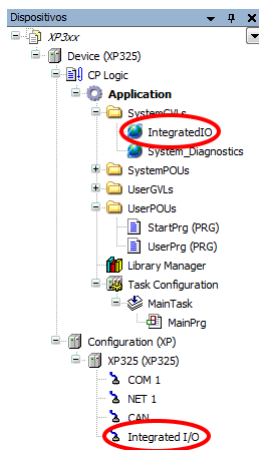 Dispositivos
XP3xx
Device (XP325)
CP Logic
Application
SystemGVLs
IntegratedIO
System_Diagnostics
SystemPOUs
UserGVLs
UserPOUs
StartPrg (PRG)
UserPrg (PRG)
Library Manager
Task Configuration
MainTask
MainPrg
Configuration (XP)
XP325 (XP325)
COM 1
NET 1
CAN
Integrated I/O